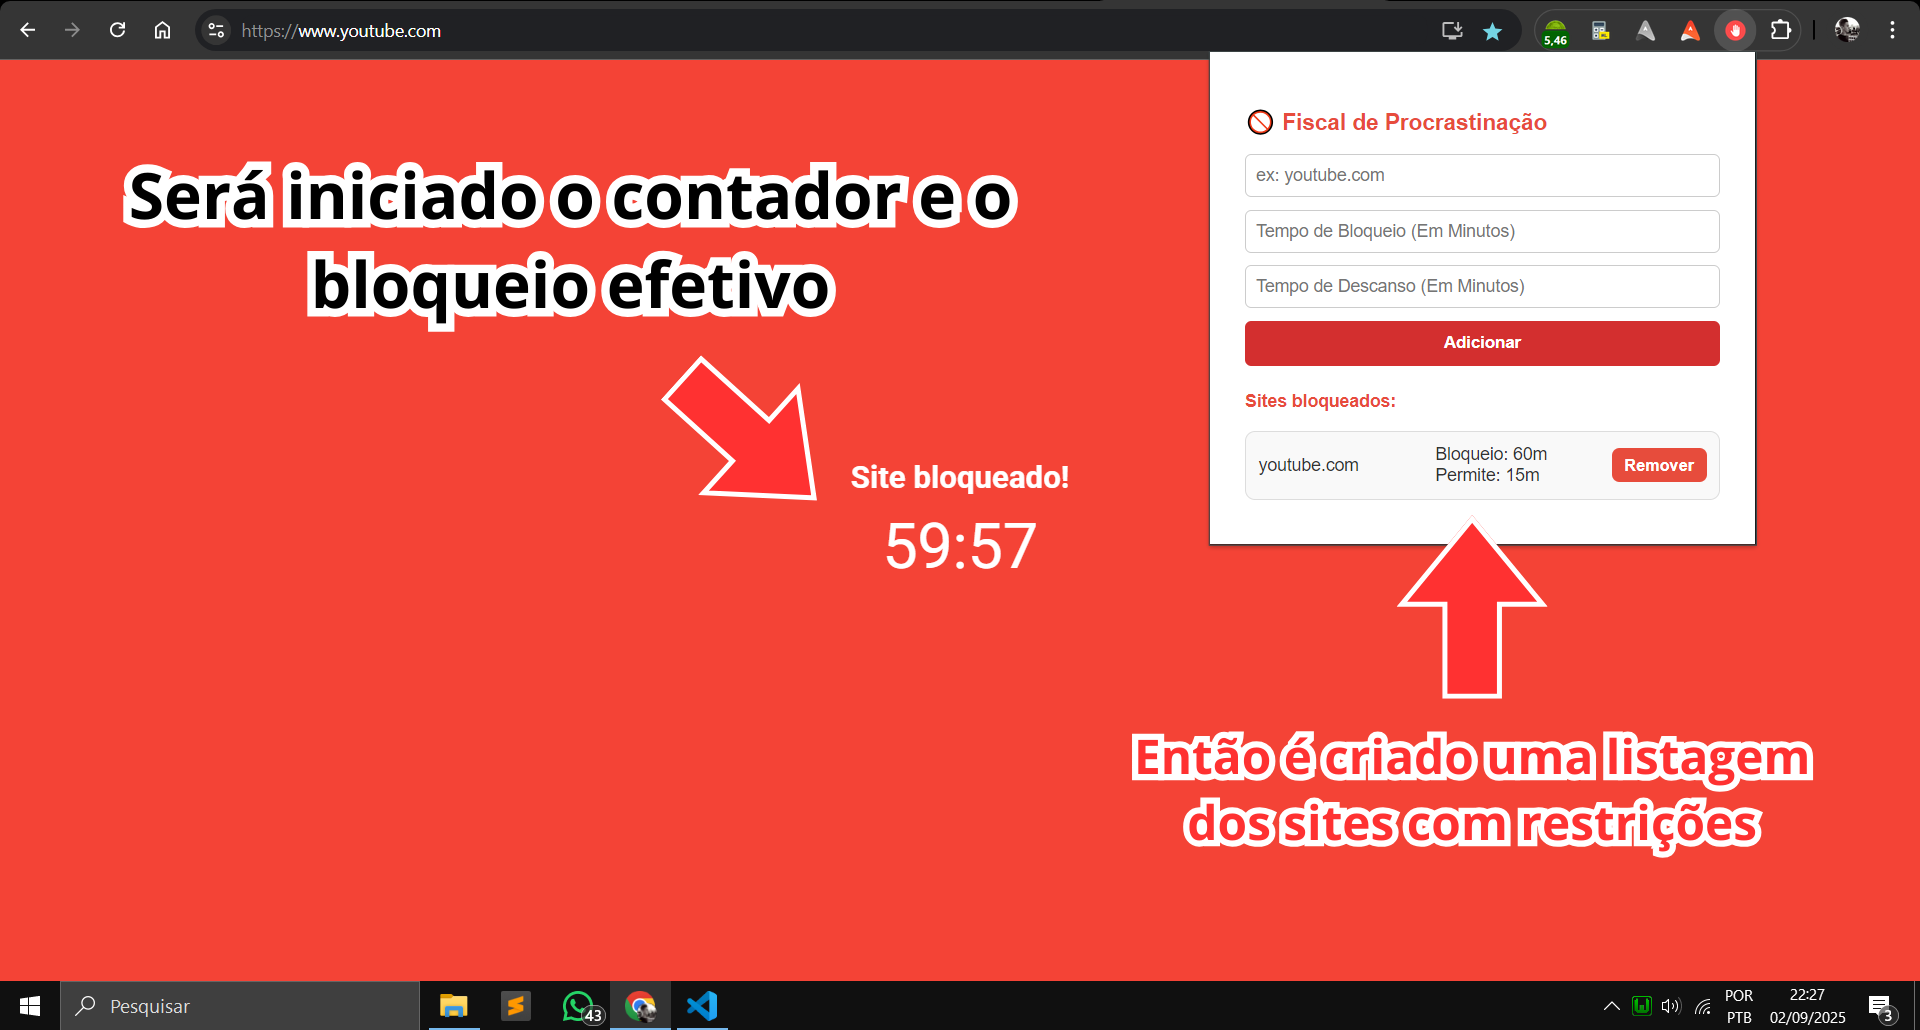 https://www.youtube.com
5,46
Fiscal de Procrastinação
ex: youtube.com
Tempo de Bloqueio (Em Minutos)
Tempo de Descanso (Em Minutos)
Adicionar
Sites bloqueados:
youtube.com
Bloqueio: 60m
Permite: 15m
Remover
Será iniciado o contador e o
bloqueio efetivo
Site bloqueado!
59:57
Então é criado uma listagem
dos sites com restrições
Pesquisar
43
POR
PTB
22:27
02/09/2025
3